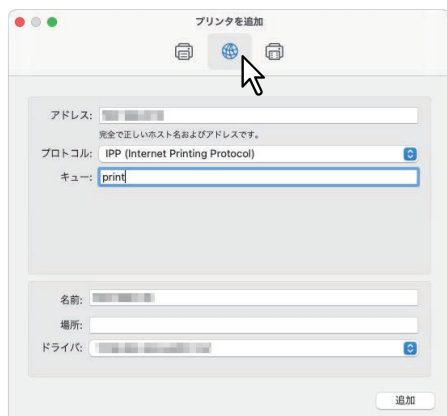 プリンタを追加
アドレス:
完全で正しいホスト名およびアドレスです。
プロトコル: IPP (Internet Printing Protocol)
キュー: print
名前:
場所:
ドライバ:
追加